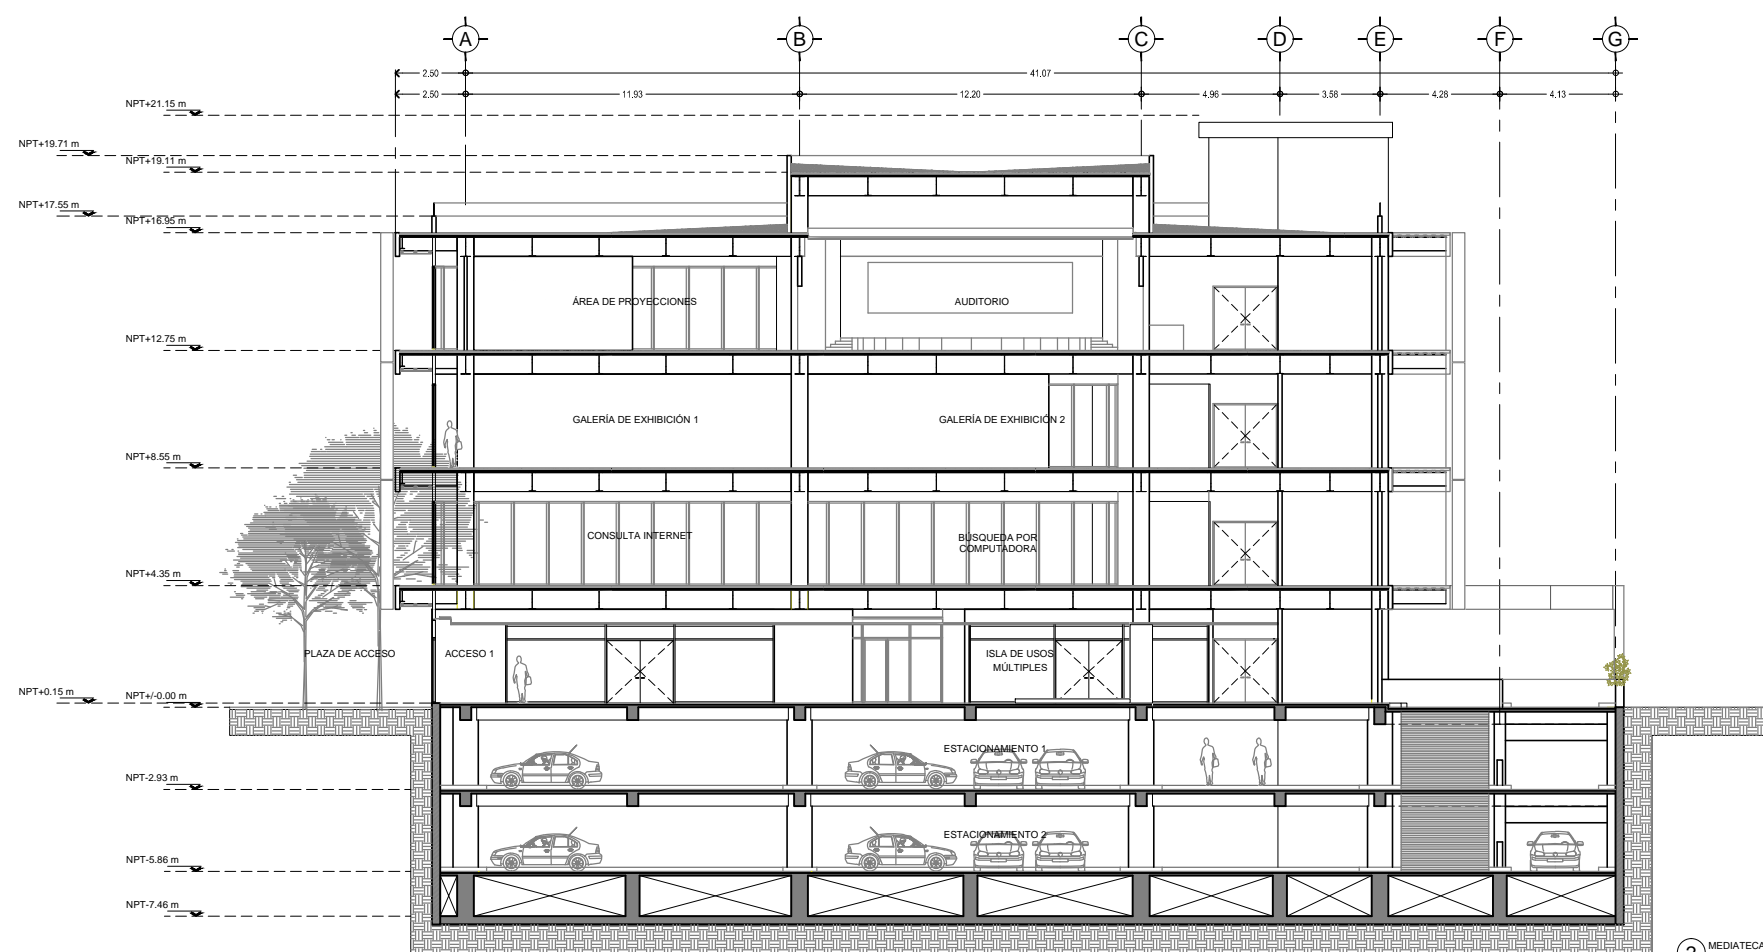 A B C D E F G
2.50 41.07
2.50 11.93 12.20 4.96 3.58 4.28 4.13
NPT+21.15 m
NPT+19.71 m
NPT+19.11 m
NPT+17.55 m
NPT+16.95 m
ÁREA DE PROYECCIONES AUDITORIO
NPT+12.75 m
GALERÍA DE EXHIBICIÓN 1 GALERÍA DE EXHIBICIÓN 2
NPT+8.55 m
CONSULTA INTERNET
BÚSQUEDA POR
COMPUTADORA
NPT+4.35 m
PLAZA DE ACCESO ACCESO 1
ISLA DE USOS
MÚLTIPLES
NPT+0.15 m NPT+/-0.00 m
ESTACIONAMIENTO 1
NPT-2.93 m
ESTACIONAMIENTO 2
NPT-5.86 m
NPT-7.46 m
MEDIATECA